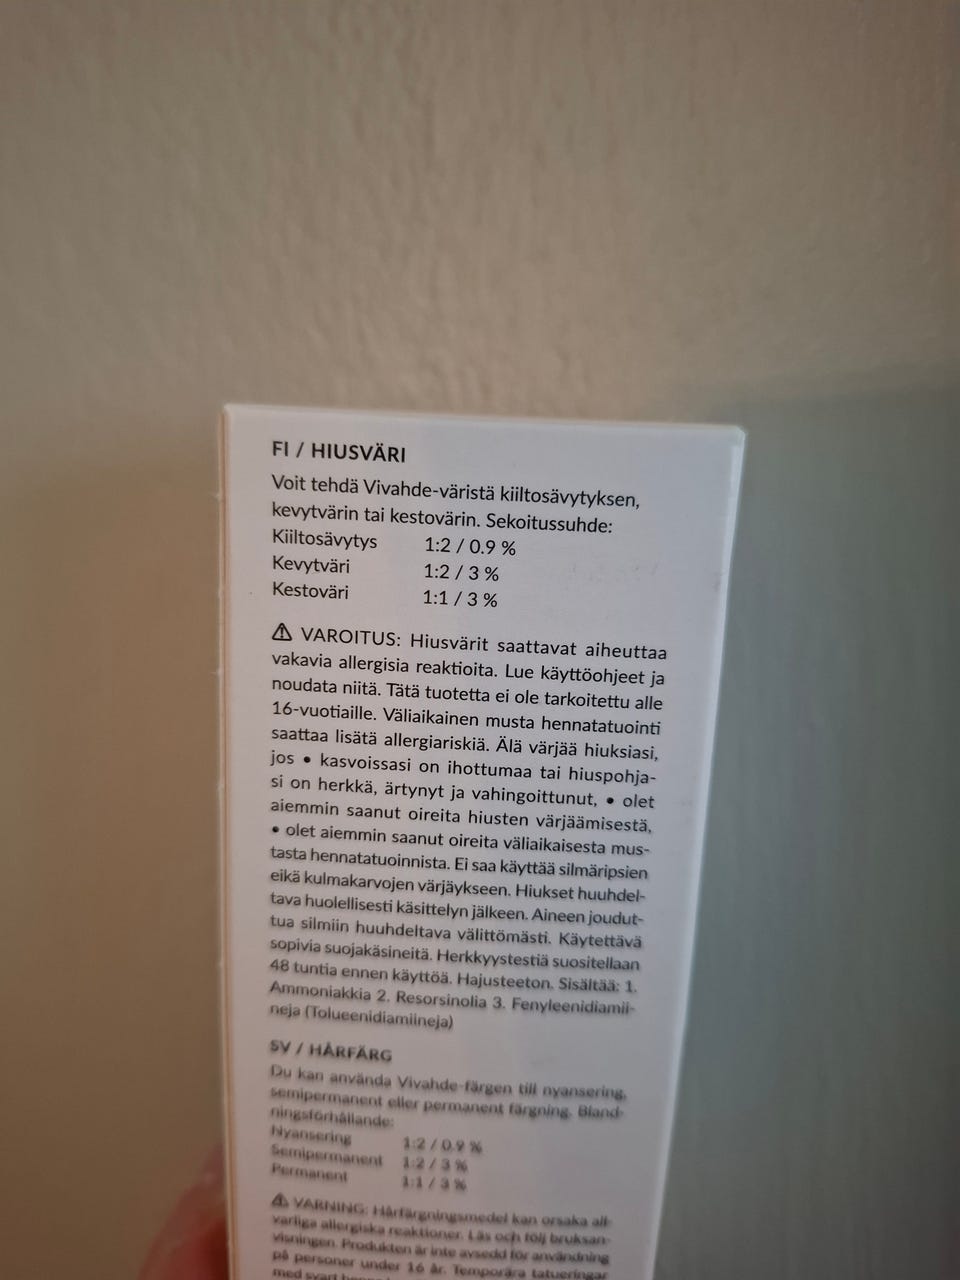 FI / HIUSVÄRI
Voit tehdä Vivahde-väristä kiiltosävytyksen,
kevytvärin tai kestovärin. Sekoitussuhde:
Kiiltosävytys 1:2 / 0.9 %
Kevytväri 1:2 / 3 %
Kestoväri 1:1 / 3 %
⚠ VAROITUS: Hiusvärit saattavat aiheuttaa
vakavia allergisia reaktioita. Lue käyttöohjeet ja
noudata niitä. Tätä tuotetta ei ole tarkoitettu alle
16-vuotiaille. Väliaikainen musta hennatatuointi
saattaa lisätä allergiariskiä. Älä värjää hiuksiasi,
jos • kasvoissasi on ihottumaa tai hiuspohja-
si on herkkä, ärtynyt ja vahingoittunut, • olet
aiemmin saanut oireita hiusten värjäämisestä,
• olet aiemmin saanut oireita väliaikaisesta mus-
tasta hennatatuoinnista. Ei saa käyttää silmäripsien
eikä kulmakarvojen värjäykseen. Hiukset huuhdel-
tava huolellisesti käsittelyn jälkeen. Aineen joudut-
tua silmiin huuhdeltava välittömästi. Käytettävä
sopivia suojakäsineitä. Herkkyystestiä suositellaan
48 tuntia ennen käyttöä. Hajusteeton. Sisältää: 1.
Ammoniakkia 2. Resorsinolia 3. Fenyleenidiamii-
neja (Tolueenidiamiineja)
SV / HÅRFÄRG
Du kan använda Vivahde-färgen till nyansering,
semipermanent eller permanent färgning. Bland-
ningsförhållande:
Nyansering 1:2 / 0.9 %
Semipermanent 1:2 / 3 %
Permanent 1:1 / 3 %
⚠ VARNING: Hårfärgningsmedel kan orsaka all-
varliga allergiska reaktioner. Läs och följ bruksan-
visningen. Produkten är inte avsedd för användning
på personer under 16 år. Temporära tatueringar
med svart